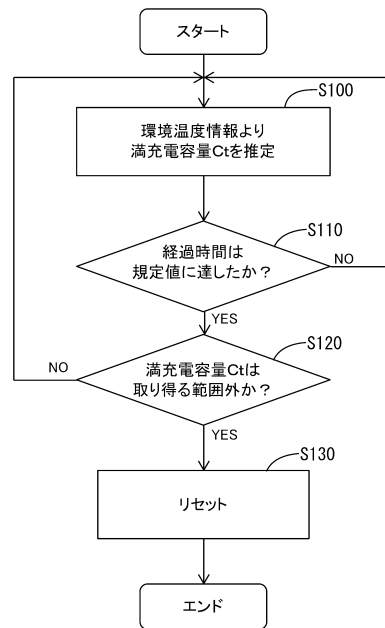 スタート
S100
環境温度情報より
満充電容量Ctを推定
S110
経過時間は
規定値に達したか？
NO
YES
S120
満充電容量Ctは
取り得る範囲外か？
NO
YES
S130
リセット
エンド